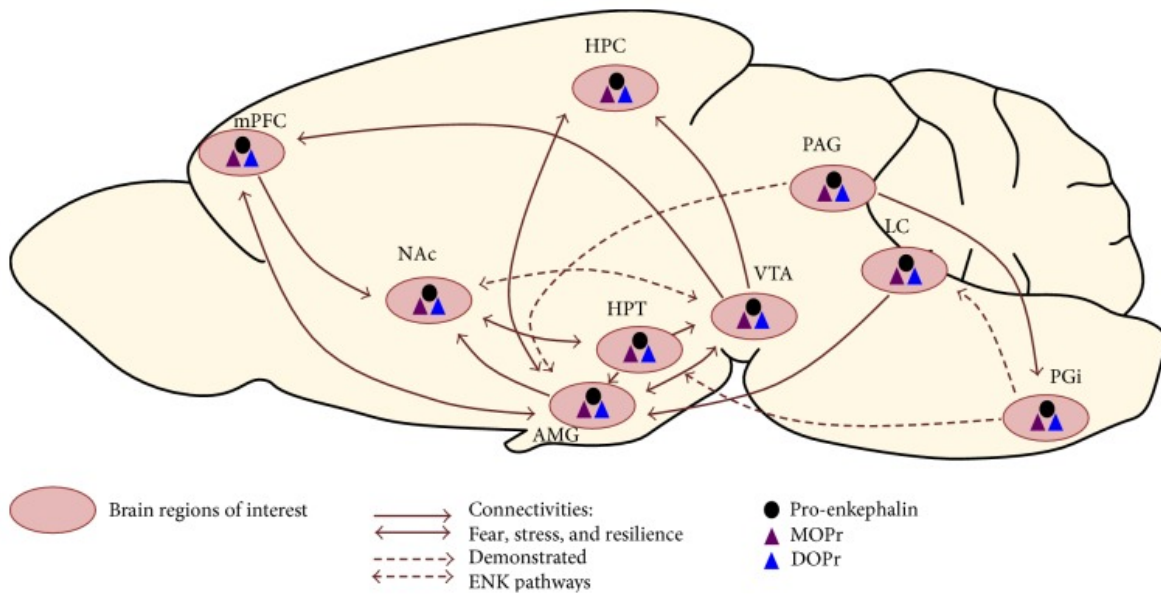 HPC
mPFC
PAG
LC
NAc
VTA
HPT
PGi
AMG
Brain regions of interest
Connectivities:
Fear, stress, and resilience
Demonstrated
ENK pathways
Pro-enkephalin
MOPr
DOPr